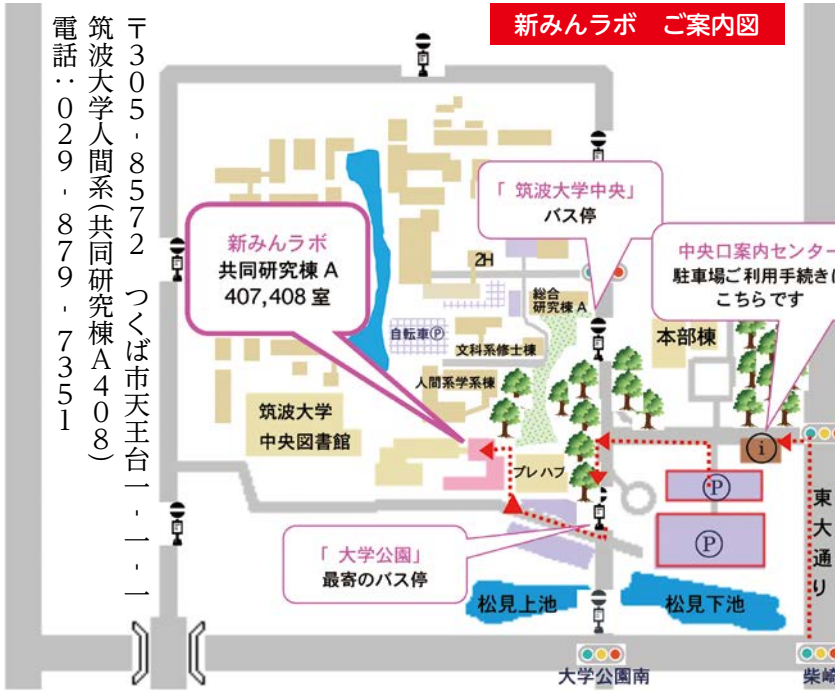 新みんラボ　ご案内図
〒305-8572　つくば市天王台一-一-一
筑波大学人間系(共同研究棟A408)
電話:029-879-7351
「 筑波大学中央」
バス停
新みんラボ
共同研究棟 A
407,408 室
中央口案内センター
駐車場ご利用手続きは
こちらです
2H
総合
研究棟 A
自転車Ⓟ
文科系修士棟
本部棟
人間系学系棟
筑波大学
中央図書館
プレハブ
i
P
P
東大通り
「 大学公園」
最寄のバス停
松見上池
松見下池
大学公園南
柴崎